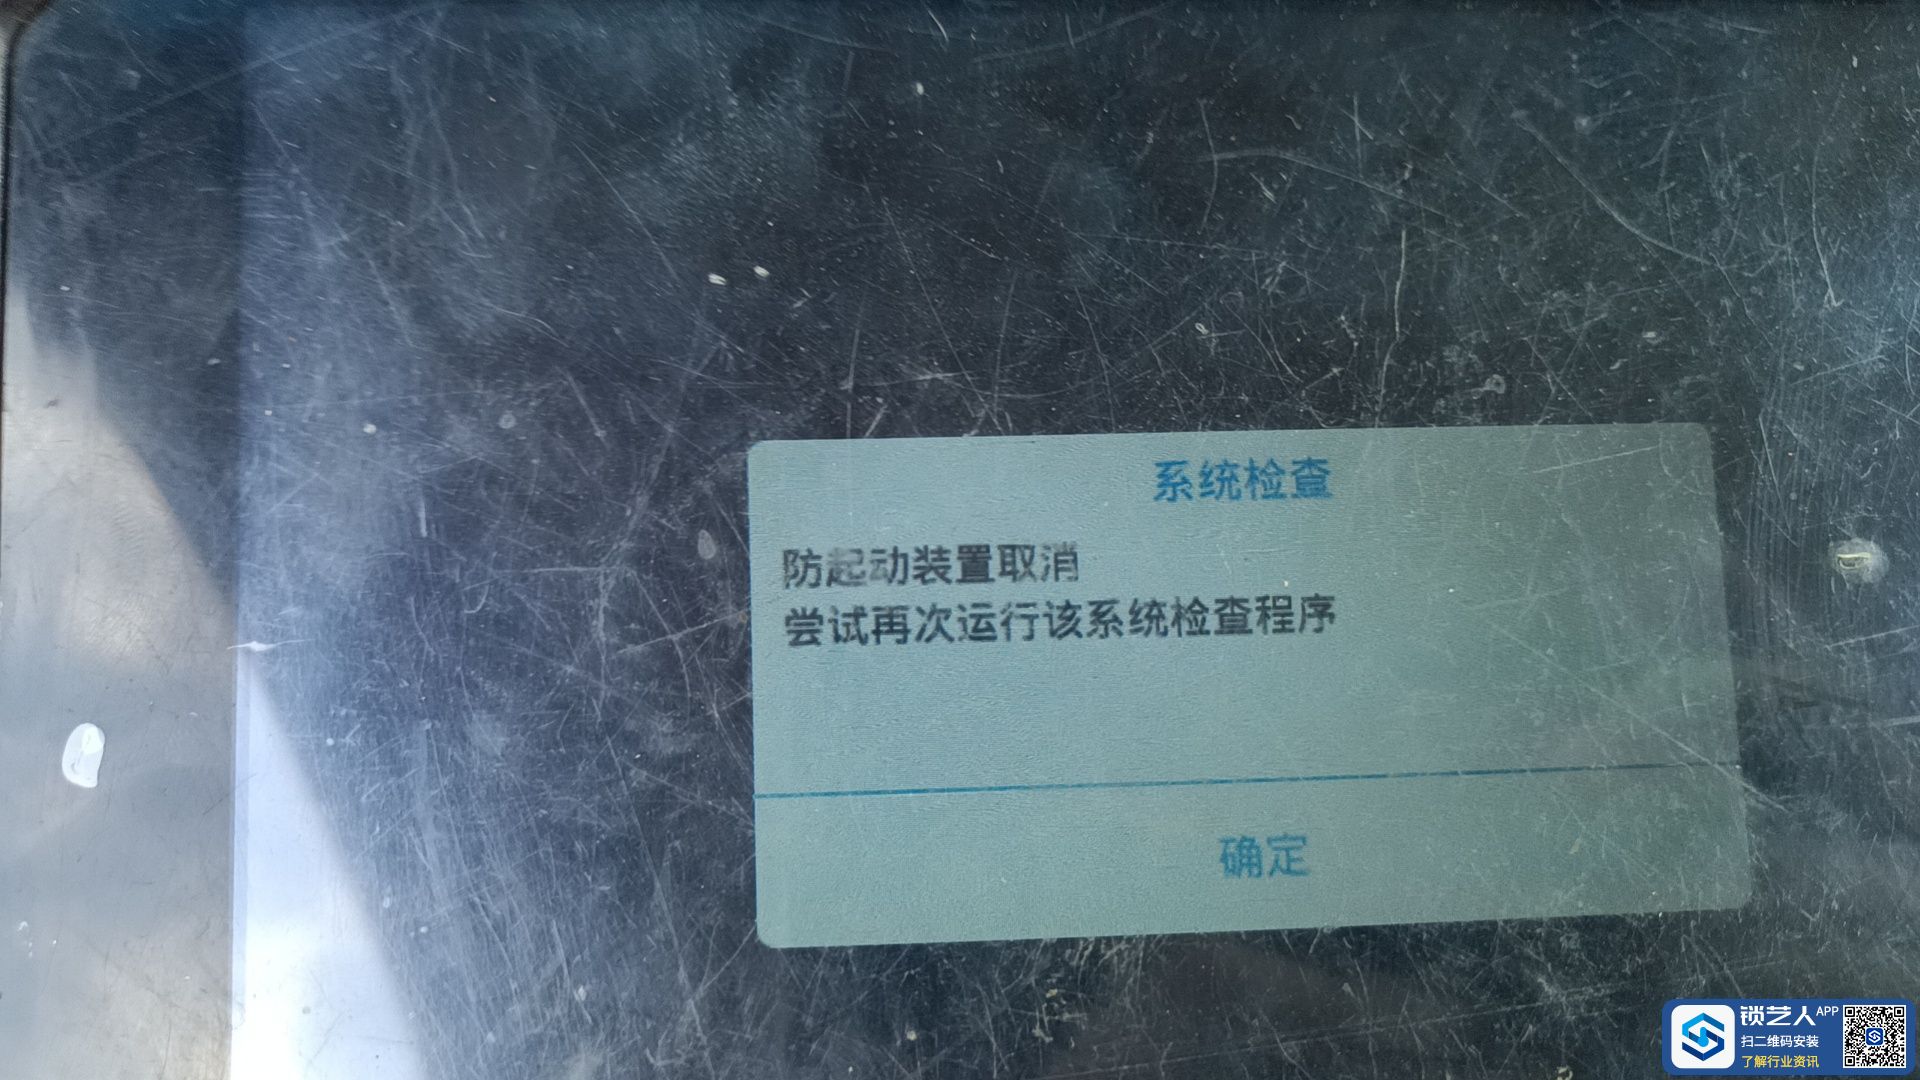 系统检查
防起动装置取消
尝试再次运行该系统检查程序
确定
锁艺人APP
扫二维码安装
了解行业资讯